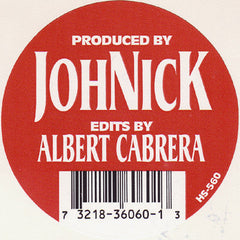 PRODUCED BY
JOHNICK
EDITS BY
ALBERT CABRERA
HS-560
7 3218-36060-1 3